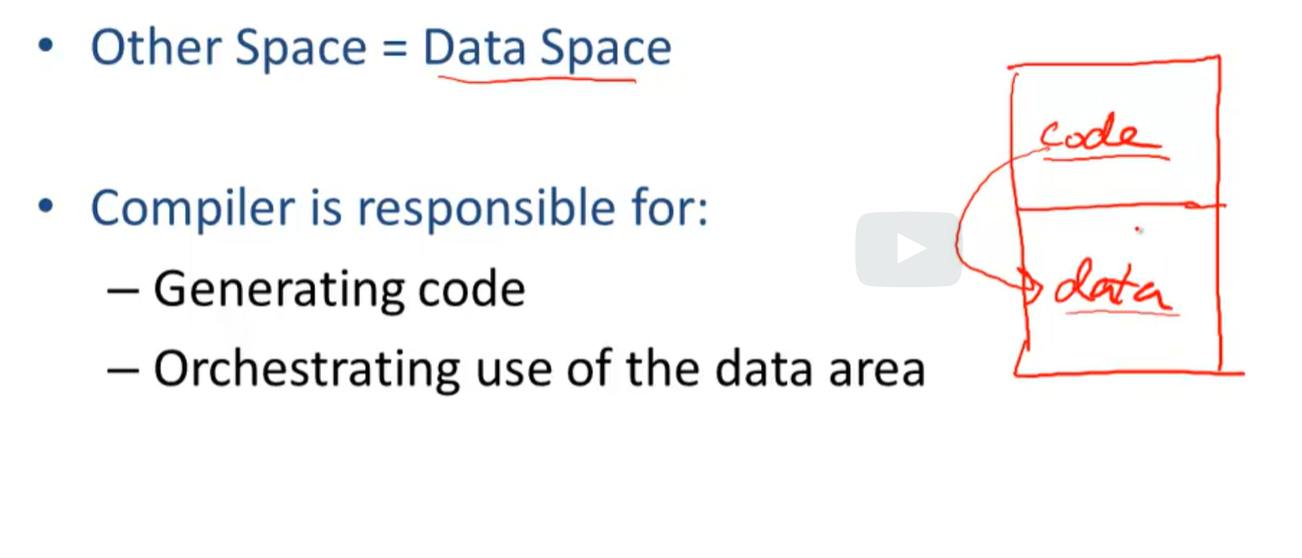 • Other Space = Data Space
• Compiler is responsible for:
– Generating code
– Orchestrating use of the data area
code
data